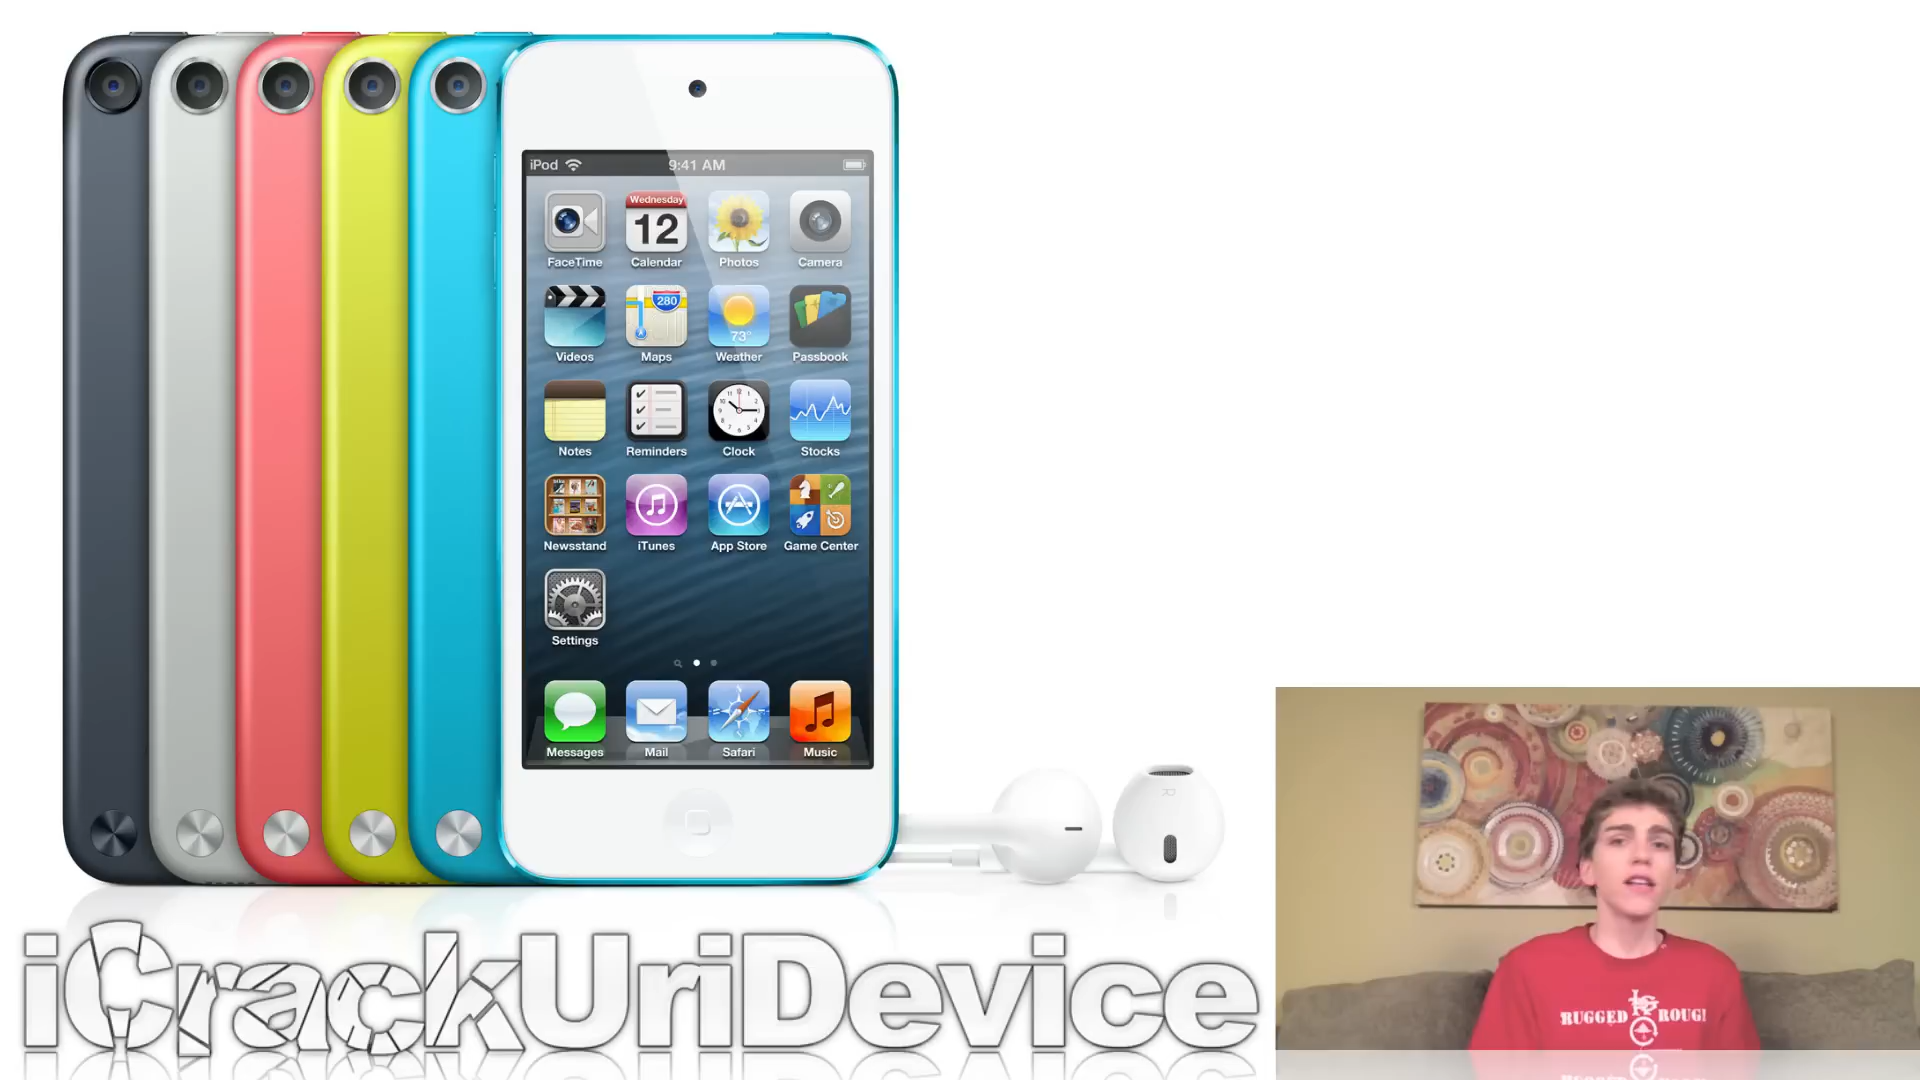 iPod 9:41 AM
Wednesday
12
FaceTime Calendar Photos Camera
280
73°
Videos Maps Weather Passbook
Notes Reminders Clock Stocks
Newsstand iTunes App Store Game Center
Settings
Messages Mail Safari Music
R
iCrackUriDevice
RUGGED ROUGH